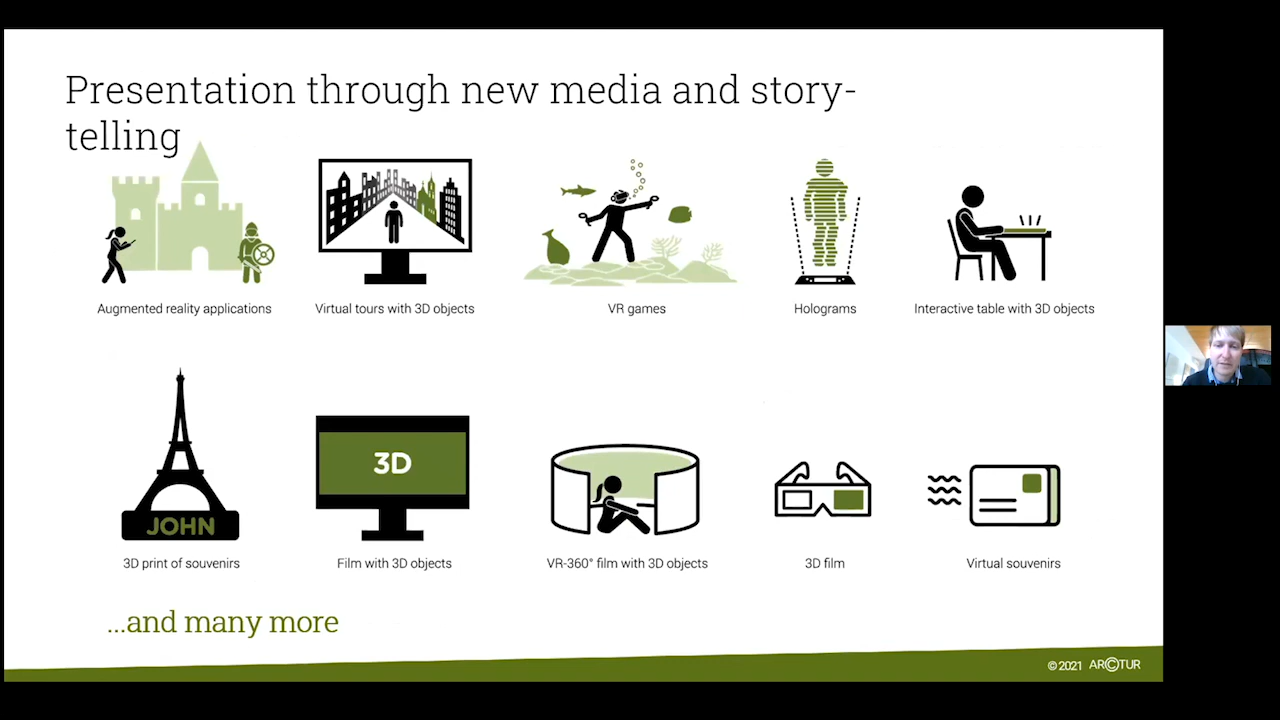 Presentation through new media and story-
telling
Augmented reality applications
Virtual tours with 3D objects
VR games
Holograms
Interactive table with 3D objects
JOHN
3D
3D print of souvenirs
Film with 3D objects
VR-360° film with 3D objects
3D film
Virtual souvenirs
...and many more
© 2021 ARCTUR